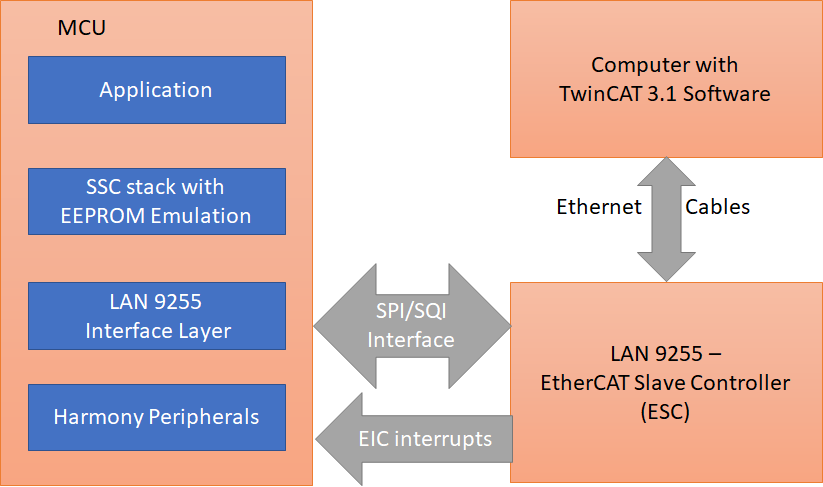 MCU
Application
SSC stack with
EEPROM Emulation
LAN 9255
Interface Layer
Harmony Peripherals
SPI/SQI
Interface
EIC interrupts
Computer with
TwinCAT 3.1 Software
Ethernet Cables
LAN 9255 –
EtherCAT Slave Controller
(ESC)